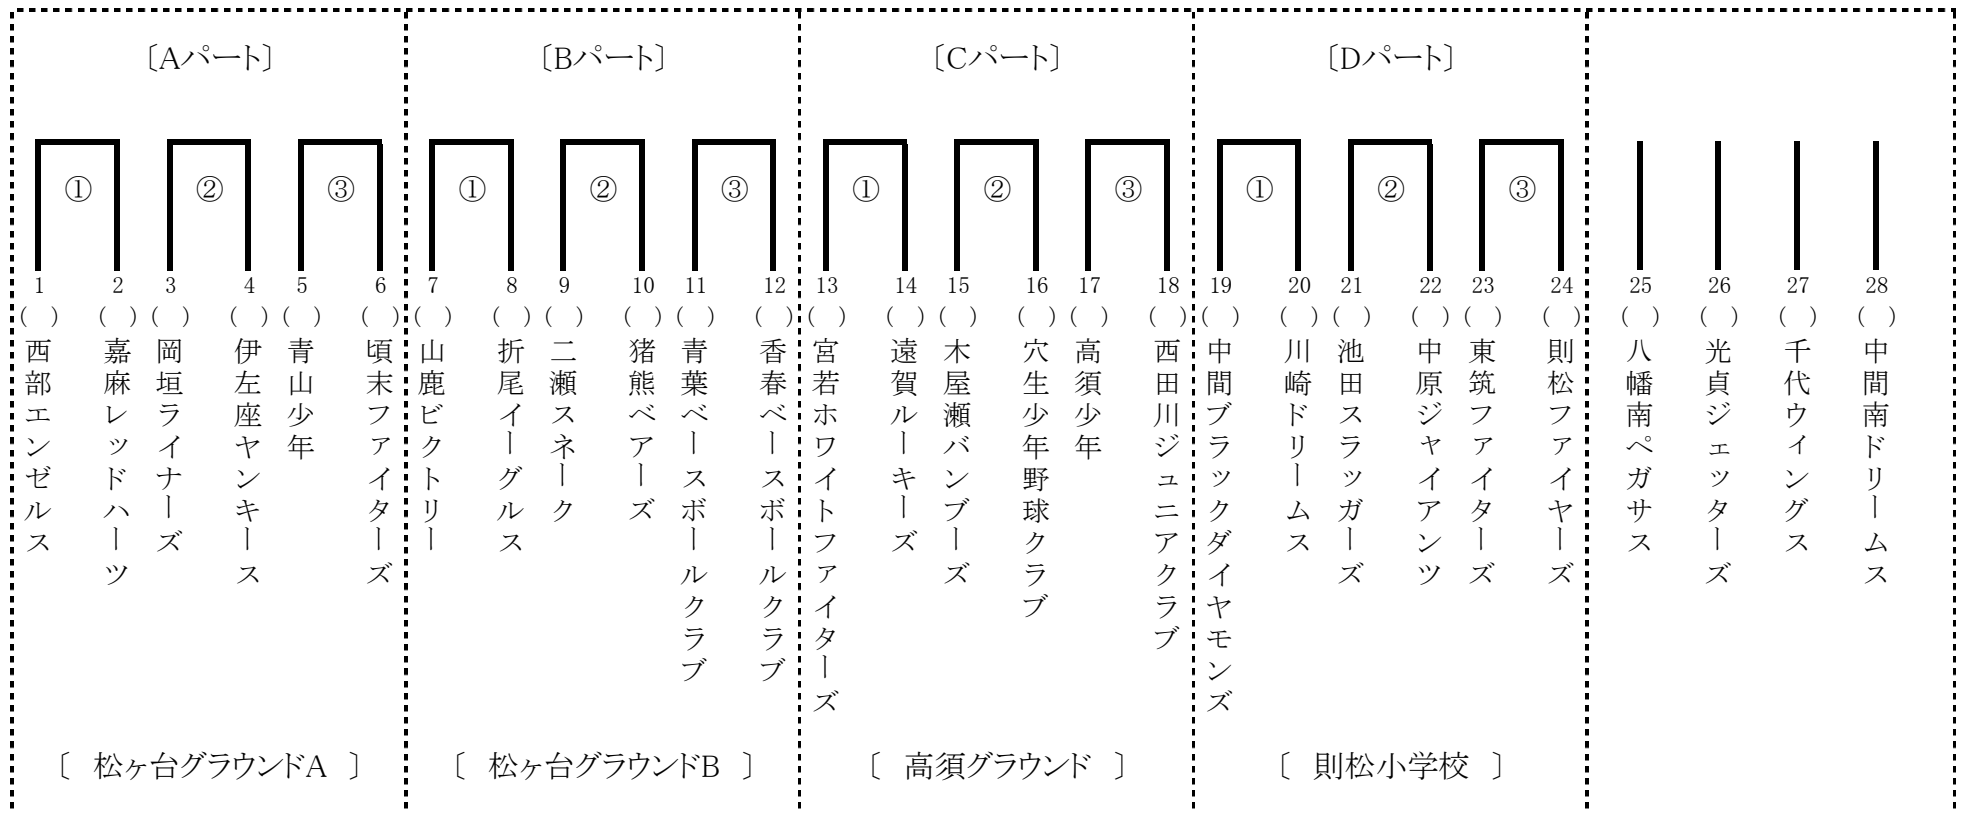 〔Aパート〕
〔Bパート〕
〔Cパート〕
〔Dパート〕
① ② ③ ① ② ③ ① ② ③ ① ② ③
1 2 3 4 5 6 7 8 9 10 11 12 13 14 15 16 17 18 19 20 21 22 23 24 25 26 27 28
( ) ( ) ( ) ( ) ( ) ( ) ( ) ( ) ( ) ( ) ( ) ( ) ( ) ( ) ( ) ( ) ( ) ( ) ( ) ( ) ( ) ( ) ( ) ( ) ( ) ( ) ( ) ( )
西部エンゼルス
嘉麻レッドハーツ
岡垣ライナーズ
伊左座ヤンキース
青山少年
頃末ファイターズ
山鹿ビクトリー
折尾イーグルス
二瀬スネーク
猪熊ベアーズ
青葉ベースボールクラブ
香春ベースボールクラブ
宮若ホワイトファイターズ
遠賀ルーキーズ
木屋瀬バンブーズ
穴生少年野球クラブ
高須少年
西田川ジュニアクラブ
中間ブラックダイヤモンズ
川崎ドリームス
池田スラッガーズ
中原ジャイアンツ
東筑ファイターズ
則松ファイヤーズ
八幡南ペガサス
光貞ジェッターズ
千代ウィングス
中間南ドリームス
〔 松ヶ台グラウンドA 〕
〔 松ヶ台グラウンドB 〕
〔 高須グラウンド 〕
〔 則松小学校 〕